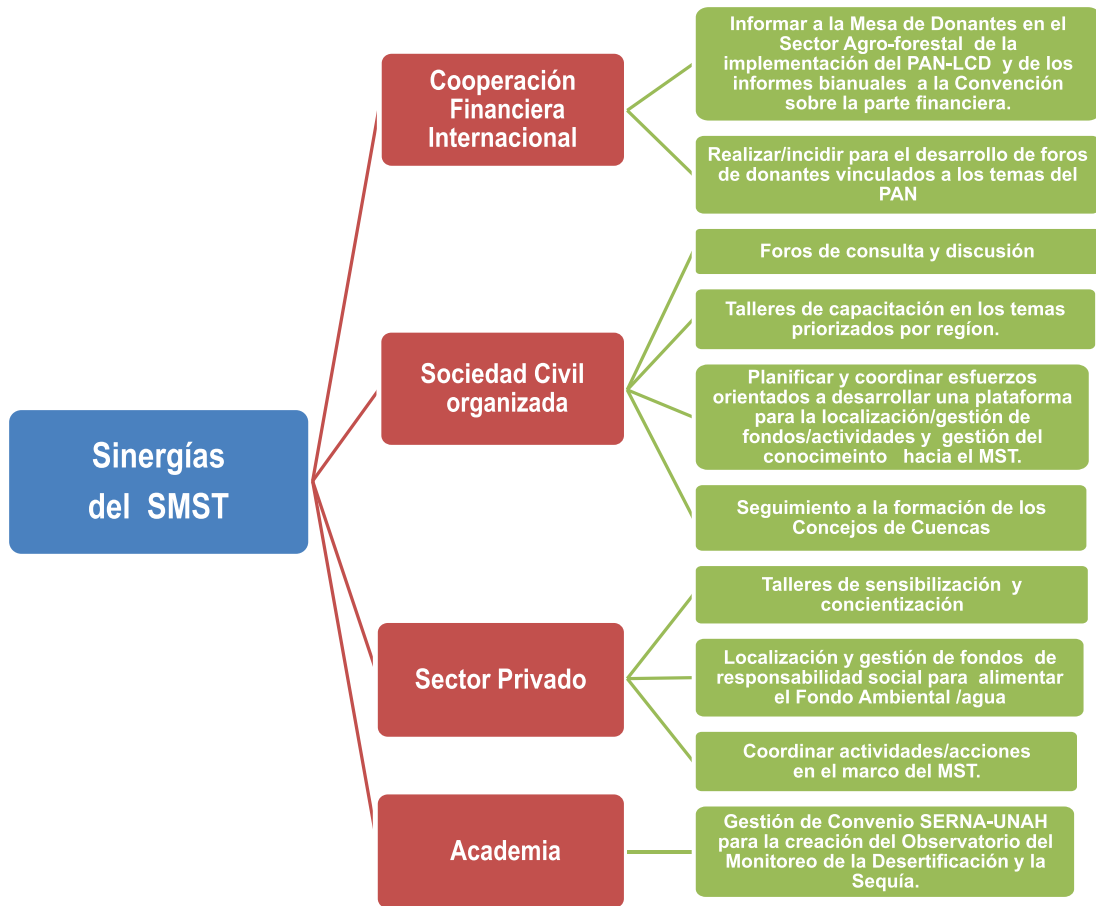 Sinergías
del SMST
Cooperación
Financiera
Internacional
Informar a la Mesa de Donantes en el
Sector Agro-forestal de la
implementación del PAN-LCD y de los
informes bianuales a la Convención
sobre la parte financiera.
Realizar/incidir para el desarrollo de foros
de donantes vinculados a los temas del
PAN
Sociedad Civil
organizada
Foros de consulta y discusión
Talleres de capacitación en los temas
priorizados por regíon.
Planificar y coordinar esfuerzos
orientados a desarrollar una plataforma
para la localización/gestión de
fondos/actividades y gestión del
conocimeinto hacia el MST.
Seguimiento a la formación de los
Concejos de Cuencas
Sector Privado
Talleres de sensibilización y
concientización
Localización y gestión de fondos de
responsabilidad social para alimentar
el Fondo Ambiental /agua
Coordinar actividades/acciones
en el marco del MST.
Academia
Gestión de Convenio SERNA-UNAH
para la creación del Observatorio del
Monitoreo de la Desertificación y la
Sequía.